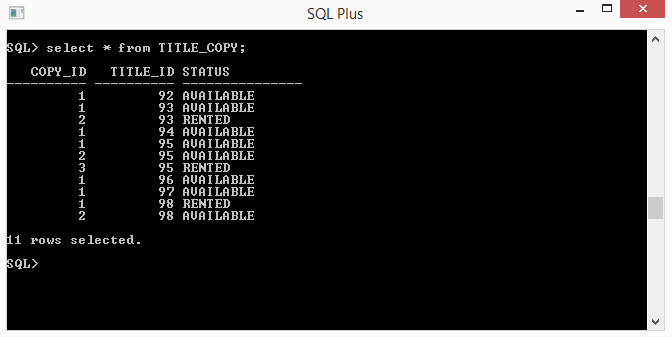 SQL Plus
SQL> select * from TITLE_COPY;
COPY_ID TITLE_ID STATUS
---------- ---------- ---------------
1 92 AVAILABLE
1 93 AVAILABLE
2 93 RENTED
1 94 AVAILABLE
1 95 AVAILABLE
2 95 AVAILABLE
3 95 RENTED
1 96 AVAILABLE
1 97 AVAILABLE
1 98 RENTED
2 98 AVAILABLE
11 rows selected.
SQL>